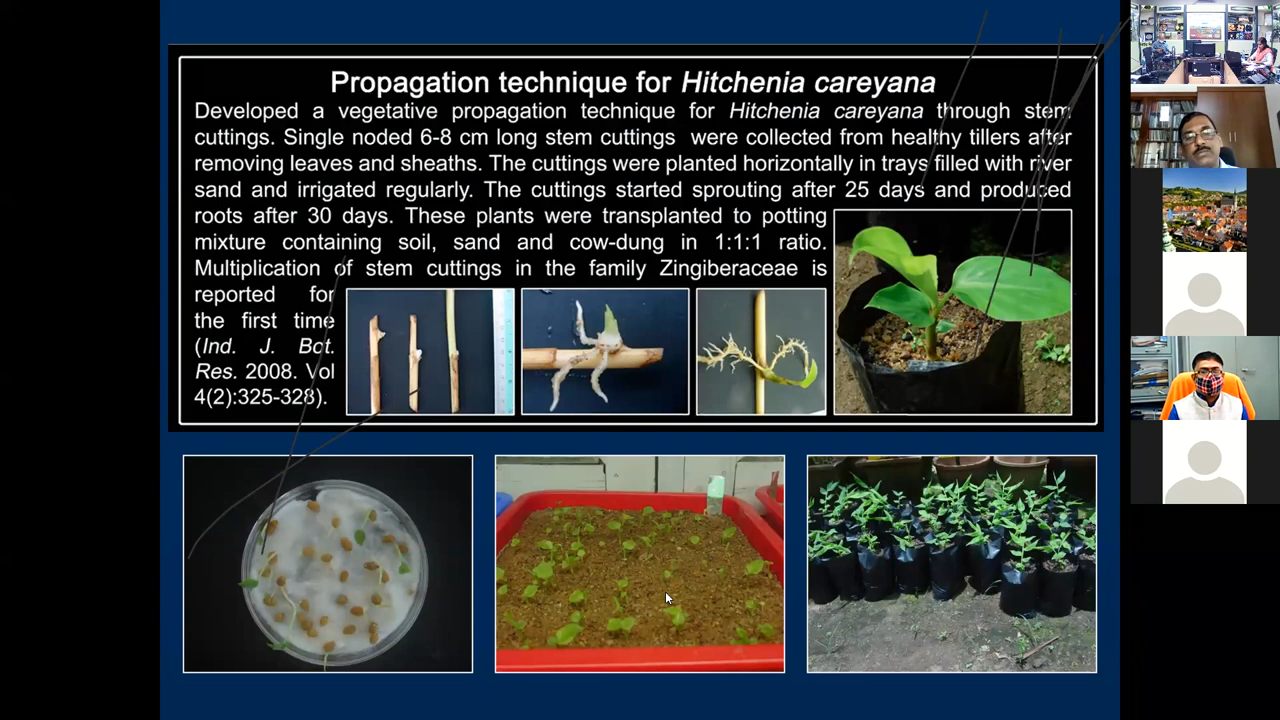 Propagation technique for Hitchenia careyana
Developed a vegetative propagation technique for Hitchenia careyana through stem
cuttings. Single noded 6-8 cm long stem cuttings were collected from healthy tillers after
removing leaves and sheaths. The cuttings were planted horizontally in trays filled with river
sand and irrigated regularly. The cuttings started sprouting after 25 days and produced
roots after 30 days. These plants were transplanted to potting
mixture containing soil, sand and cow-dung in 1:1:1 ratio.
Multiplication of stem cuttings in the family Zingiberaceae is
reported for
the first time
(Ind. J. Bot.
Res. 2008. Vol
4(2):325-328).